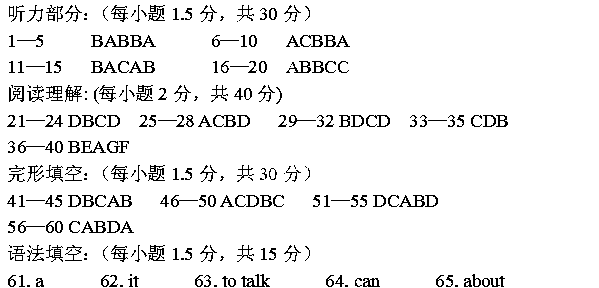 听力部分：（每小题 1.5 分，共 30 分）
1—5 BABBA 6—10 ACBBA
11—15 BACAB 16—20 ABBCC
阅读理解: (每小题 2 分，共 40 分)
21—24 DBCD 25—28 ACBD 29—32 BDCD 33—35 CDB
36—40 BEAGF
完形填空：（每小题 1.5 分，共 30 分）
41—45 DBCAB 46—50 ACDBC 51—55 DCABD
56—60 CABDA
语法填空：（每小题 1.5 分，共 15 分）
61. a 62. it 63. to talk 64. can 65. about